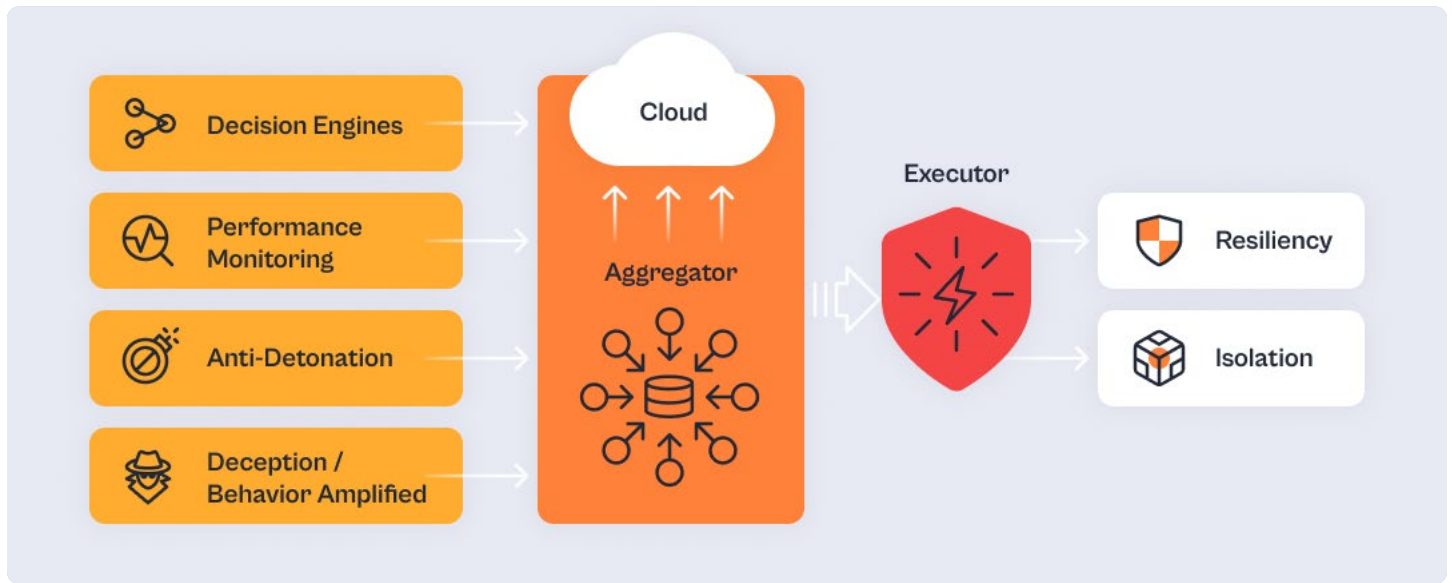 Decision Engines
Performance
Monitoring
Anti-Detonation
Deception /
Behavior Amplified
Cloud
Aggregator
Executor
Resiliency
Isolation